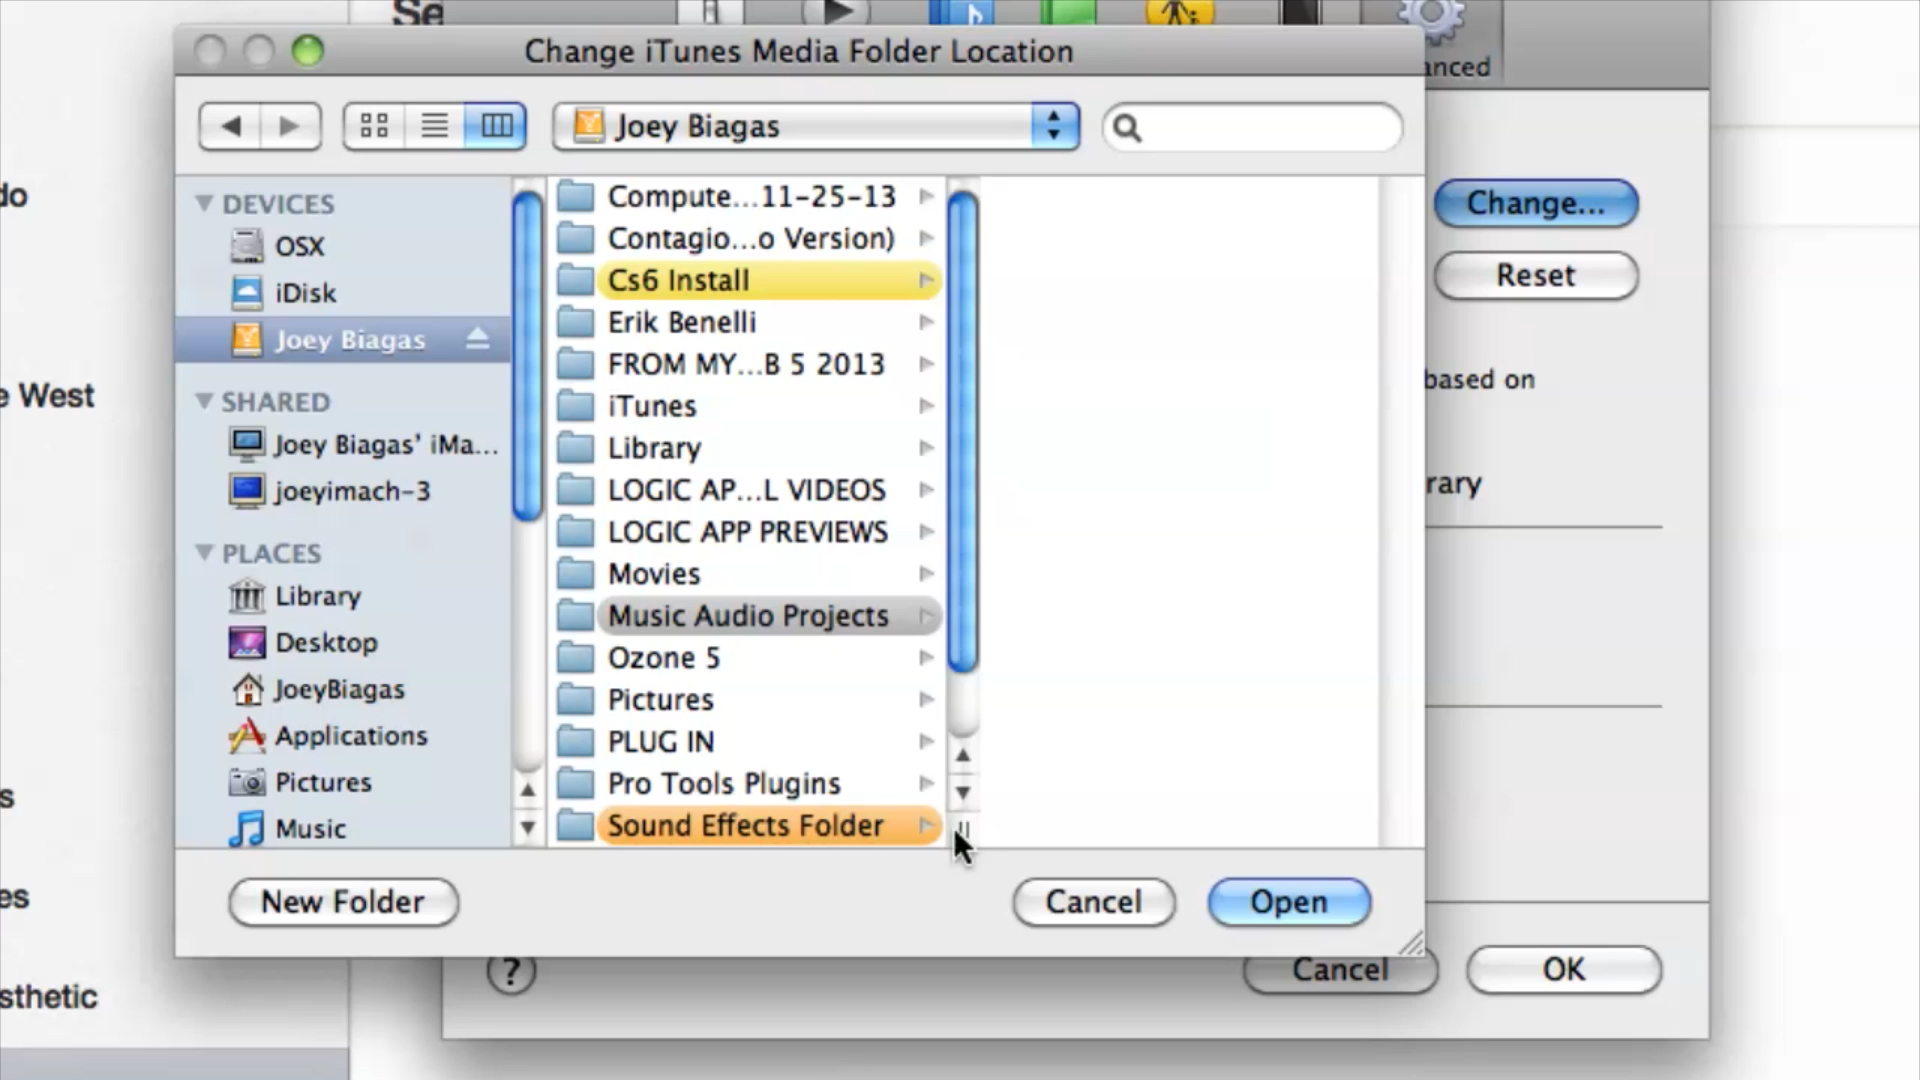 Se
Change iTunes Media Folder Location
anced
Joey Biagas
DEVICES
OSX
iDisk
Joey Biagas
SHARED
Joey Biagas’ iMa...
joeyimach-3
PLACES
Library
Desktop
JoeyBiagas
Applications
Pictures
Music
Compute...11-25-13
Contagio...o Version)
Cs6 Install
Erik Benelli
FROM MY...B 5 2013
iTunes
Library
LOGIC AP...L VIDEOS
LOGIC APP PREVIEWS
Movies
Music Audio Projects
Ozone 5
Pictures
PLUG IN
Pro Tools Plugins
Sound Effects Folder
New Folder
Cancel
Open
Change...
Reset
based on
rary
?
Cancel
OK
do
e West
s
es
sthetic